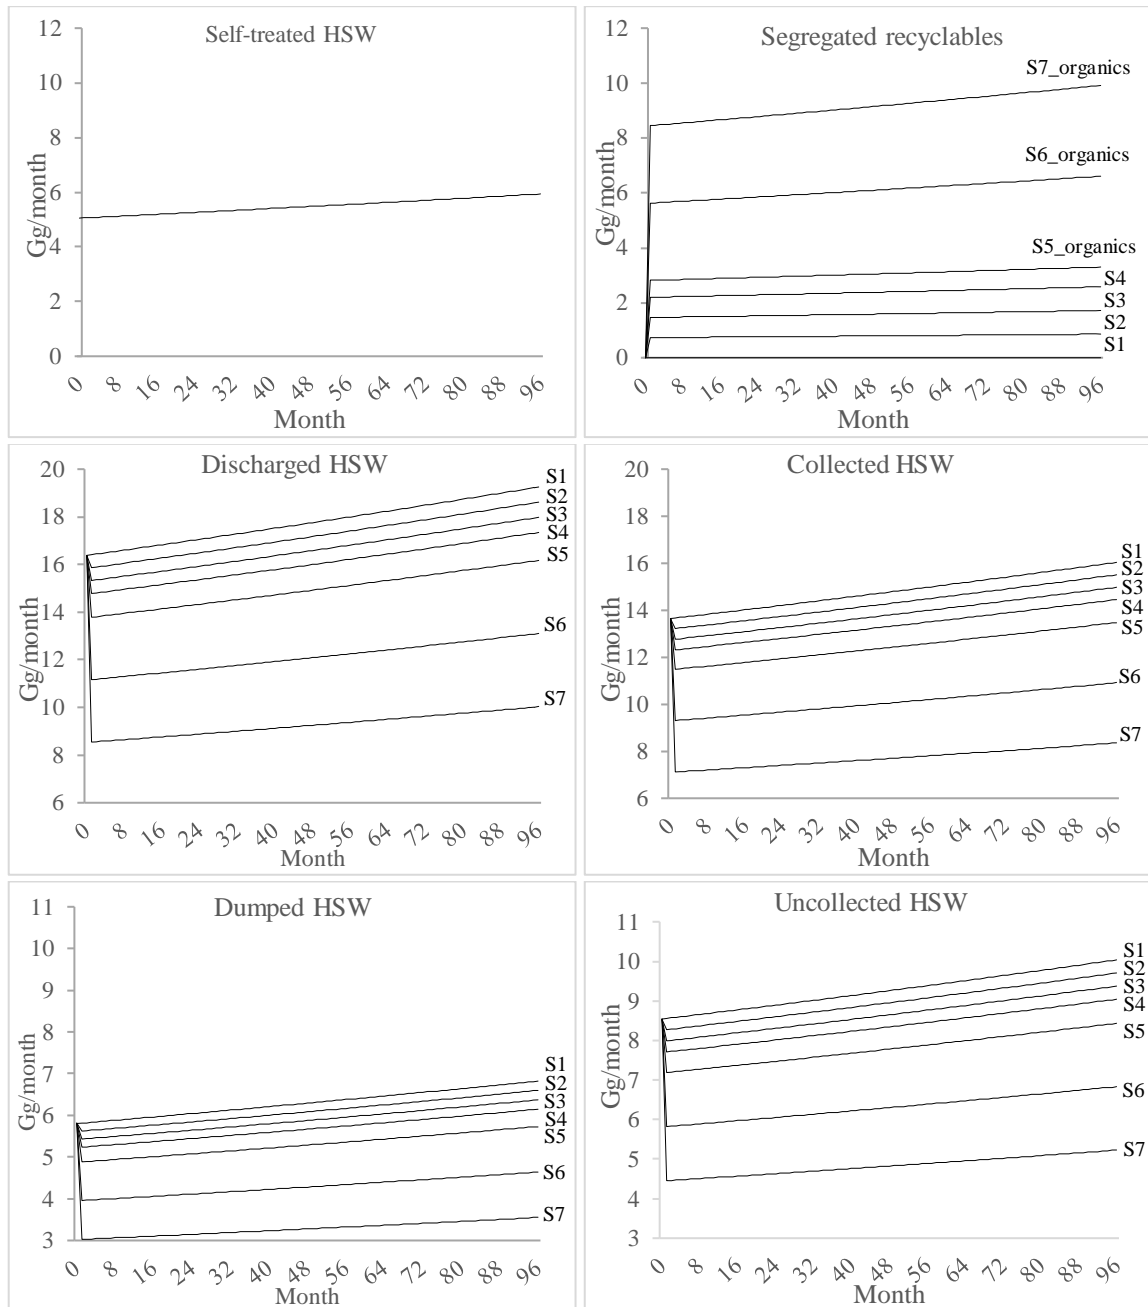 Self-treated HSW
12
10
8
6
4
2
0
Gg/month
0 8 16 24 32 40 48 56 64 72 80 88 96
Month
Segregated recyclables
12
10
8
6
4
2
0
Gg/month
S7_organics
S6_organics
S5_organics
S4
S3
S2
S1
0 8 16 24 32 40 48 56 64 72 80 88 96
Month
Discharged HSW
20
18
16
14
12
10
8
6
Gg/month
S1
S2
S3
S4
S5
S6
S7
0 8 16 24 32 40 48 56 64 72 80 88 96
Month
Collected HSW
20
18
16
14
12
10
8
6
Gg/month
S1
S2
S3
S4
S5
S6
S7
0 8 16 24 32 40 48 56 64 72 80 88 96
Month
Dumped HSW
11
10
9
8
7
6
5
4
3
Gg/month
S1
S2
S3
S4
S5
S6
S7
0 8 16 24 32 40 48 56 64 72 80 88 96
Month
Uncollected HSW
11
10
9
8
7
6
5
4
3
Gg/month
S1
S2
S3
S4
S5
S6
S7
0 8 16 24 32 40 48 56 64 72 80 88 96
Month